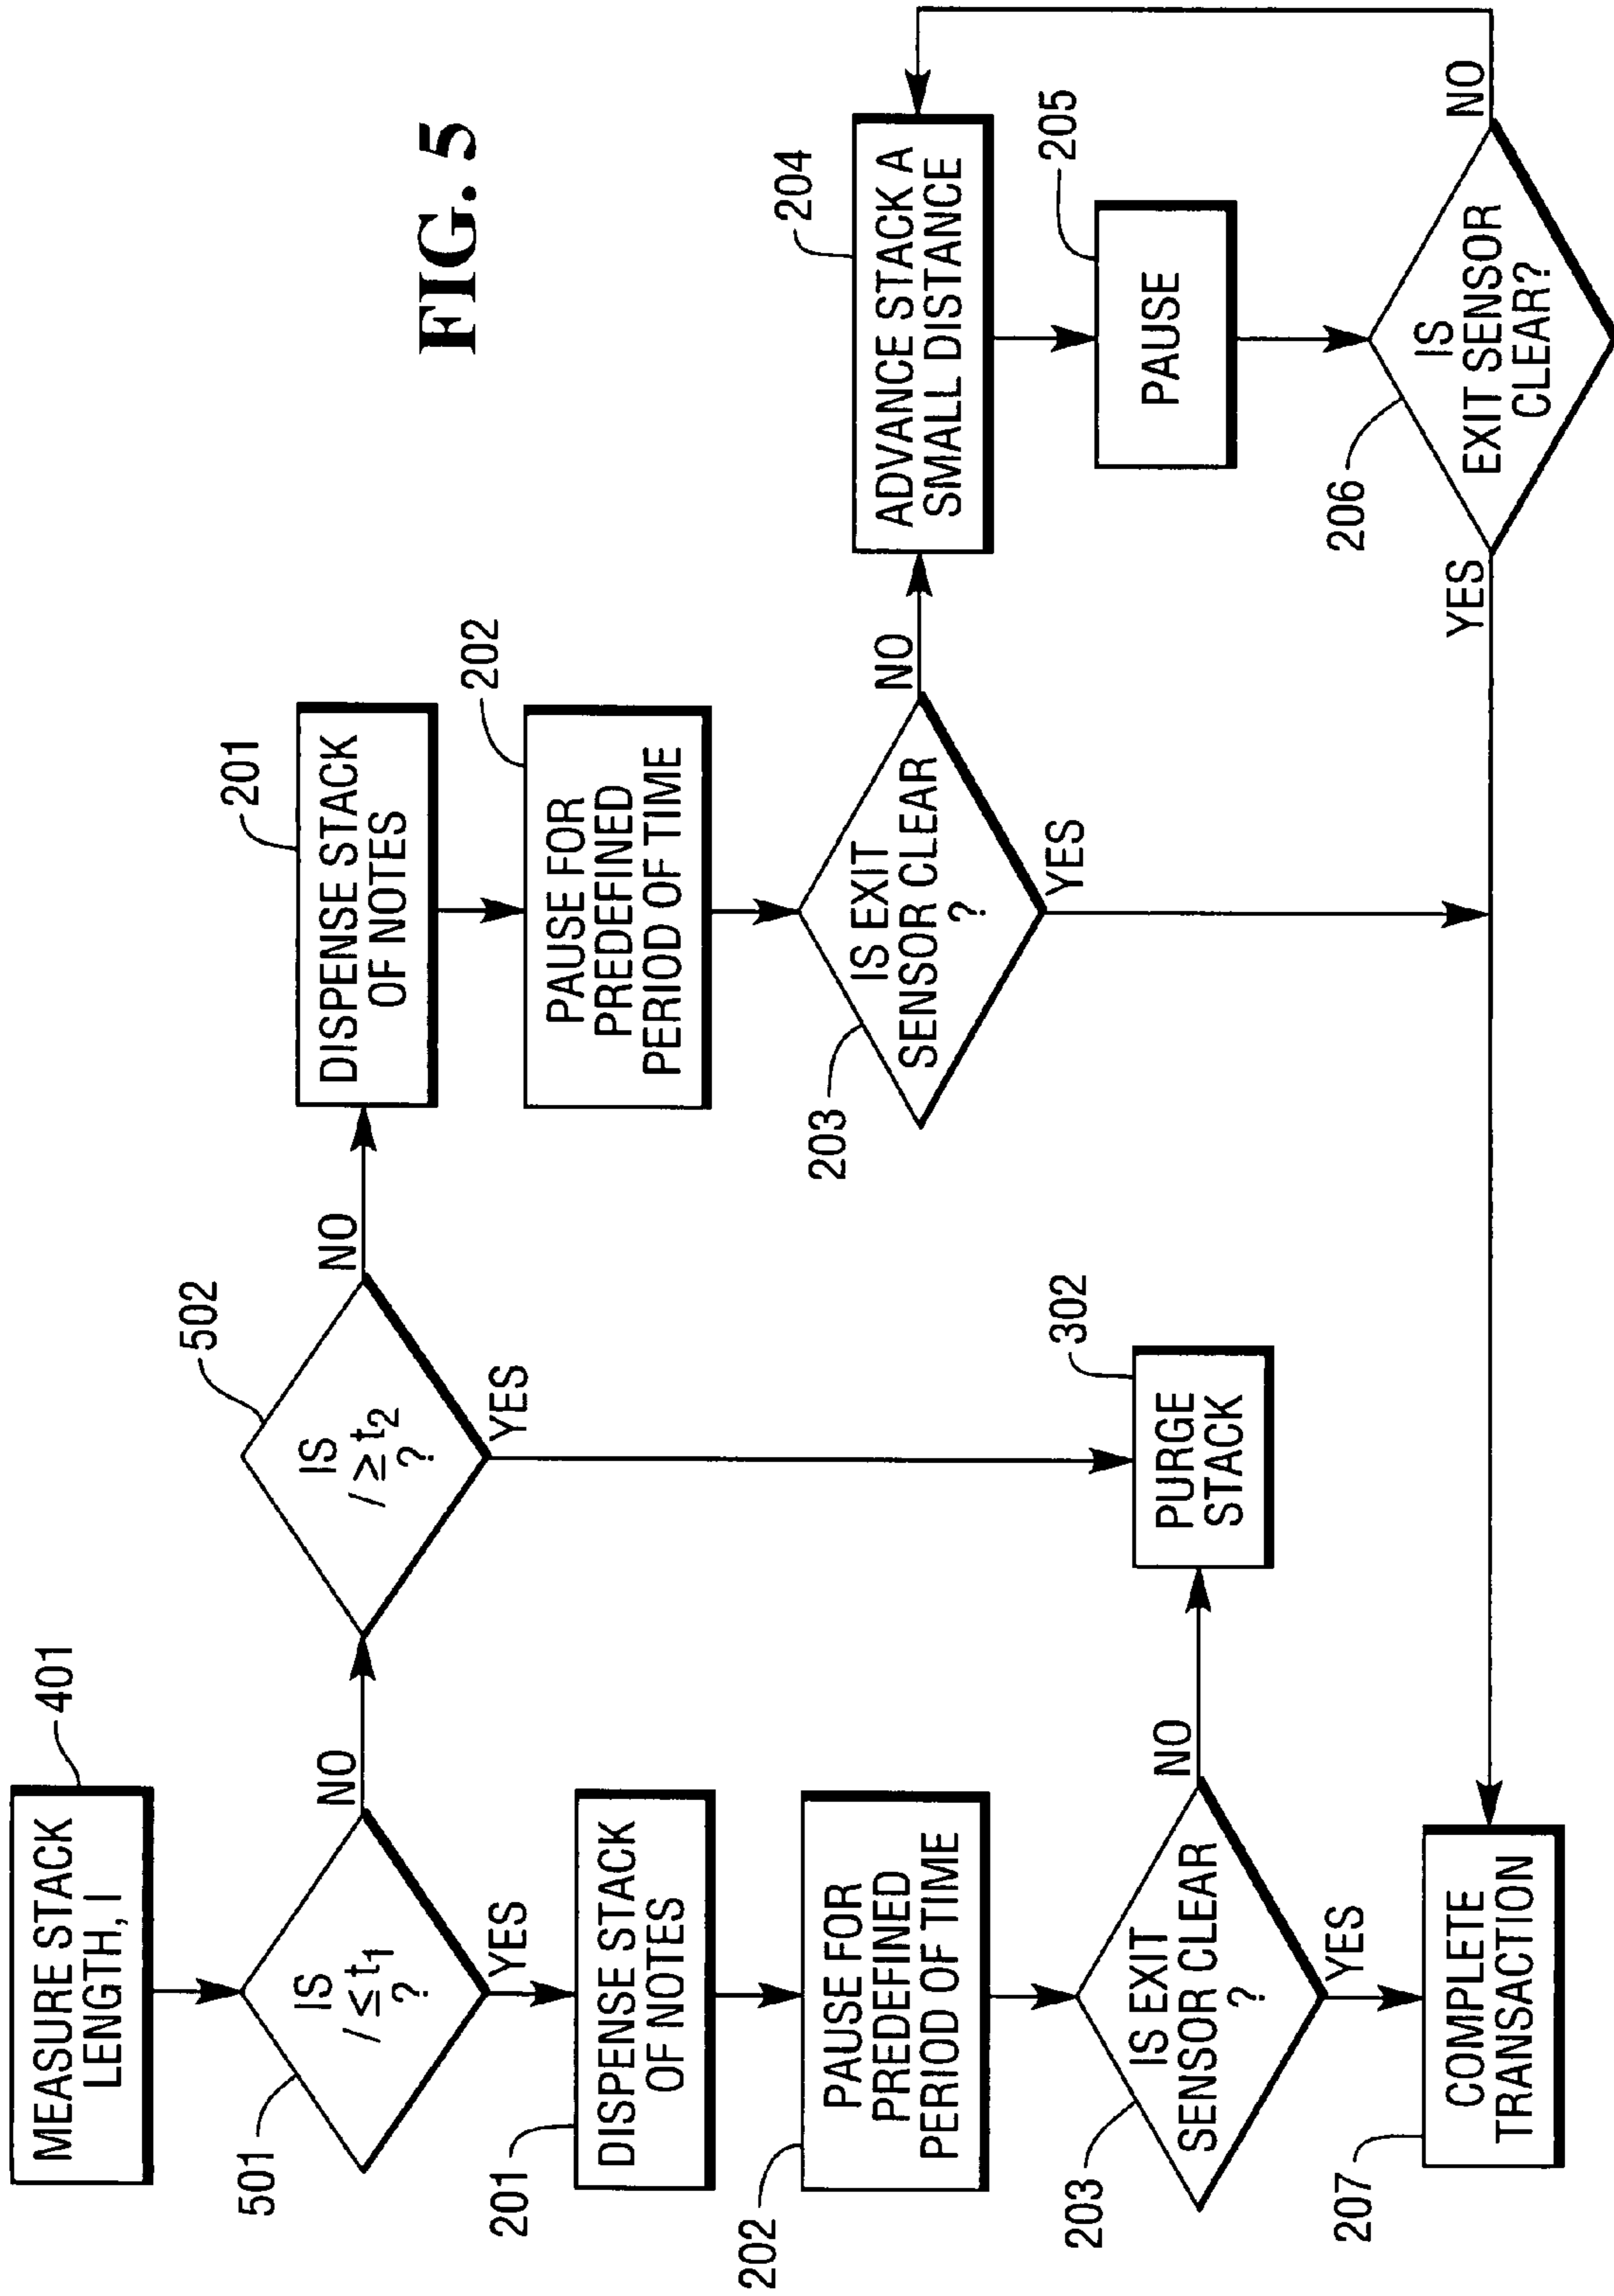 FIG. 5
MEASURE STACK
LENGTH, l
401
IS
l ≤ t₁
?
501
NO
YES
IS
l ≥ t₂
?
502
NO
YES
201
DISPENSE STACK
OF NOTES
202
PAUSE FOR
PREDEFINED
PERIOD OF TIME
203
IS EXIT
SENSOR CLEAR
?
NO
YES
302
PURGE
STACK
207
COMPLETE
TRANSACTION
201
DISPENSE STACK
OF NOTES
202
PAUSE FOR
PREDEFINED
PERIOD OF TIME
203
IS EXIT
SENSOR CLEAR
?
NO
YES
204
ADVANCE STACK A
SMALL DISTANCE
205
PAUSE
206
IS
EXIT SENSOR
CLEAR?
NO
YES